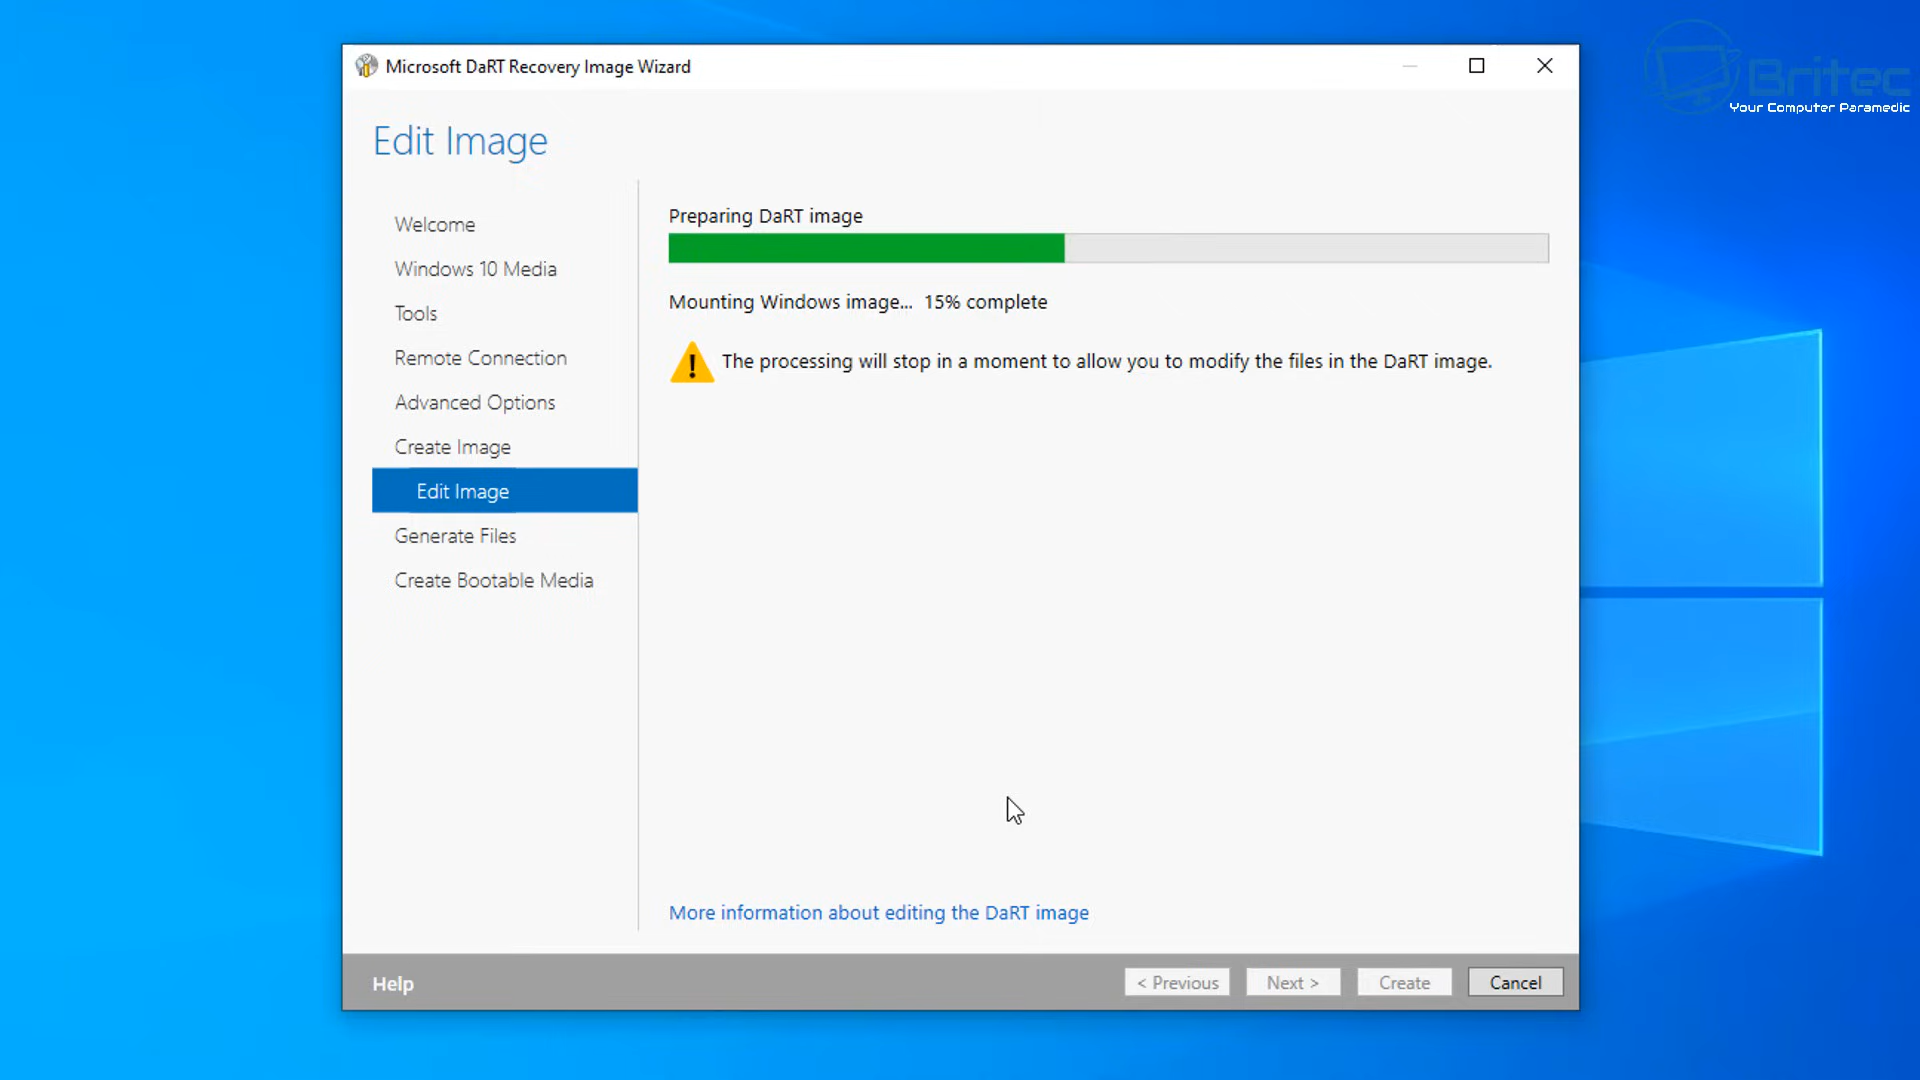 Microsoft DaRT Recovery Image Wizard
Britec
Your Computer Paramedic
Edit Image
Welcome
Windows 10 Media
Tools
Remote Connection
Advanced Options
Create Image
Edit Image
Generate Files
Create Bootable Media
Preparing DaRT image
Mounting Windows image... 15% complete
The processing will stop in a moment to allow you to modify the files in the DaRT image.
More information about editing the DaRT image
Help
< Previous
Next >
Create
Cancel